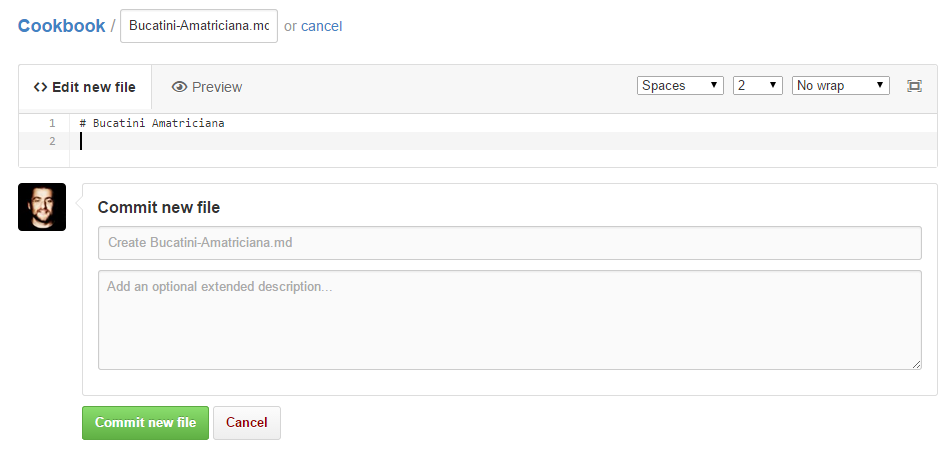 Cookbook / Bucatini-Amatriciana.md or cancel
<> Edit new file Preview Spaces 2 No wrap
1 # Bucatini Amatriciana
2
Commit new file
Create Bucatini-Amatriciana.md
Add an optional extended description...
Commit new file Cancel